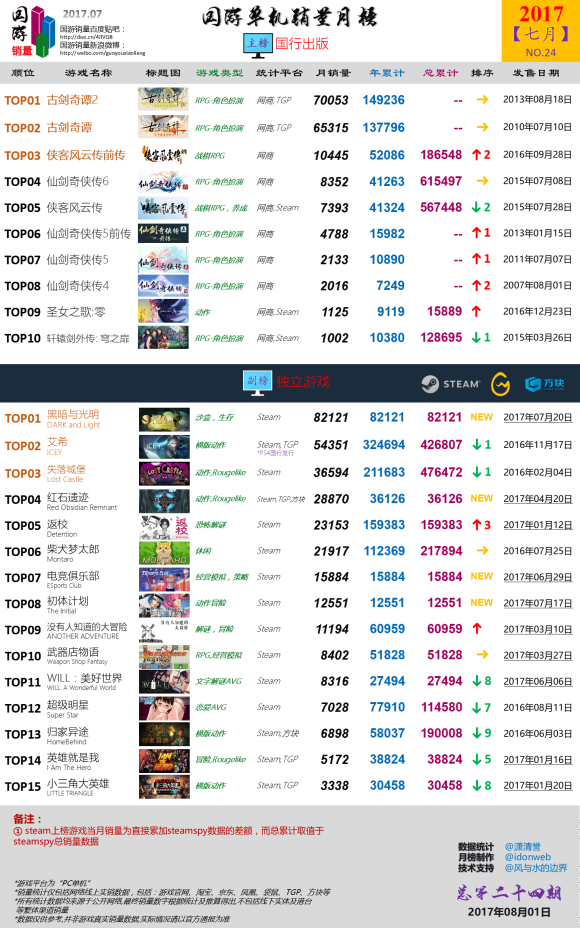 国游销量
2017.07
国游销量百度贴吧：
国游销量新浪微博：
国游单机销量月榜
主榜 国行出版
2017
【七月】
NO.24
顺位 游戏名称 标题图 游戏类型 统计平台 月销量 年累计 总累计 排序 发售日期
TOP01 古剑奇谭2 RPG-角色扮演 网商,TGP 70053 149236 -- → 2013年08月18日
TOP02 古剑奇谭 RPG-角色扮演 网商,TGP 65315 137796 -- → 2010年07月10日
TOP03 侠客风云传前传 战棋RPG 网商 10445 52086 186548 ↑2 2016年09月28日
TOP04 仙剑奇侠传6 RPG-角色扮演 网商 8352 41263 615497 → 2015年07月08日
TOP05 侠客风云传 战棋RPG，养成 网商,Steam 7393 41324 567448 ↓2 2015年07月28日
TOP06 仙剑奇侠传5前传 RPG-角色扮演 网商 4788 15982 -- ↑1 2013年01月15日
TOP07 仙剑奇侠传5 RPG-角色扮演 网商 2133 10890 -- ↑1 2011年07月07日
TOP08 仙剑奇侠传4 RPG-角色扮演 网商 2016 7249 -- ↑2 2007年08月01日
TOP09 圣女之歌:零 动作 网商,Steam 1125 9119 15889 ↑ 2016年12月23日
TOP10 轩辕剑外传: 穹之扉 RPG-角色扮演 网商,Steam 1002 10380 128695 ↓1 2015年03月26日
副榜 独立游戏 STEAM 方块
TOP01 黑暗与光明 沙盒，生存 Steam 82121 82121 82121 NEW 2017年07月20日
DARK and Light
TOP02 艾希 横版动作 Steam,TGP 54351 324694 426807 ↓1 2016年11月17日
ICEY *PS4国行发行
TOP03 失落城堡 动作,Rougelike Steam 36594 211683 476472 ↓1 2016年02月04日
Lost Castle
TOP04 红石遗迹 动作,Rougelike Steam,TGP,方块 28870 36126 36126 NEW 2017年04月20日
Red Obsidian Remnant
TOP05 返校 恐怖解谜 Steam 23153 159383 159383 ↑3 2017年01月12日
Detention
TOP06 柴犬梦太郎 休闲 Steam 21917 112369 217894 → 2016年07月25日
Montaro
TOP07 电竞俱乐部 经营模拟，策略 Steam 15884 15884 15884 NEW 2017年06月29日
ESports Club
TOP08 初体计划 动作冒险 Steam 12551 12551 12551 NEW 2017年07月17日
The Initial
TOP09 没有人知道的大冒险 解谜，冒险 Steam 11194 60959 60959 ↑ 2017年03月10日
ANOTHER ADVENTURE
TOP10 武器店物语 RPG,经营模拟 Steam 8402 51828 51828 → 2017年03月27日
Weapon Shop Fantasy
TOP11 WILL：美好世界 文字解谜AVG Steam 8316 27494 27494 ↓8 2017年06月06日
WILL: A Wonderful World
TOP12 超级明星 恋爱AVG Steam 7028 77910 114580 ↓7 2016年08月11日
Super Star
TOP13 归家异途 横版动作 Steam,方块 6898 58037 190008 ↓9 2016年06月03日
HomeBehind
TOP14 英雄就是我 冒险,Rougelike Steam,TGP 5172 38824 38824 ↓5 2017年01月16日
I Am The Hero
TOP15 小三角大英雄 横版动作 Steam,TGP 3338 30458 30458 ↓8 2017年01月20日
LITTLE TRIANGLE
备注：
① steam上榜游戏当月销量为直接累加steamspy数据的差额，而总累计取值于
steamspy总销量数据
*游戏平台为“PC单机”
*销量统计仅包括网络线上实销数据，包括：游戏官网、淘宝、京东、凤凰、袋鼠、TGP、方块等
*所有统计数据均来源于公开网络,最终销量数字根据统计及推算得出,不包括线下实体及港台
等繁体渠道销量
*数据仅供参考,并非游戏真实销量数据,实际情况请以官方通报为准
数据统计 @潇清誉
月榜制作 @idonweb
技术支持 @风与水的边界
总第二十四期
2017年08月01日